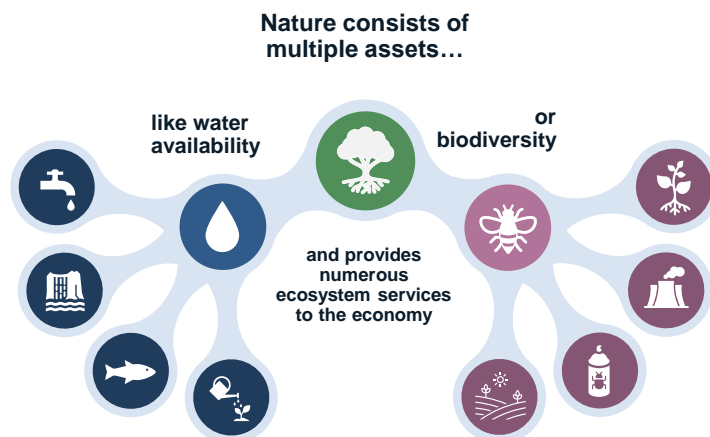 Nature consists of
multiple assets…
like water
availability
or
biodiversity
and provides
numerous
ecosystem services
to the economy